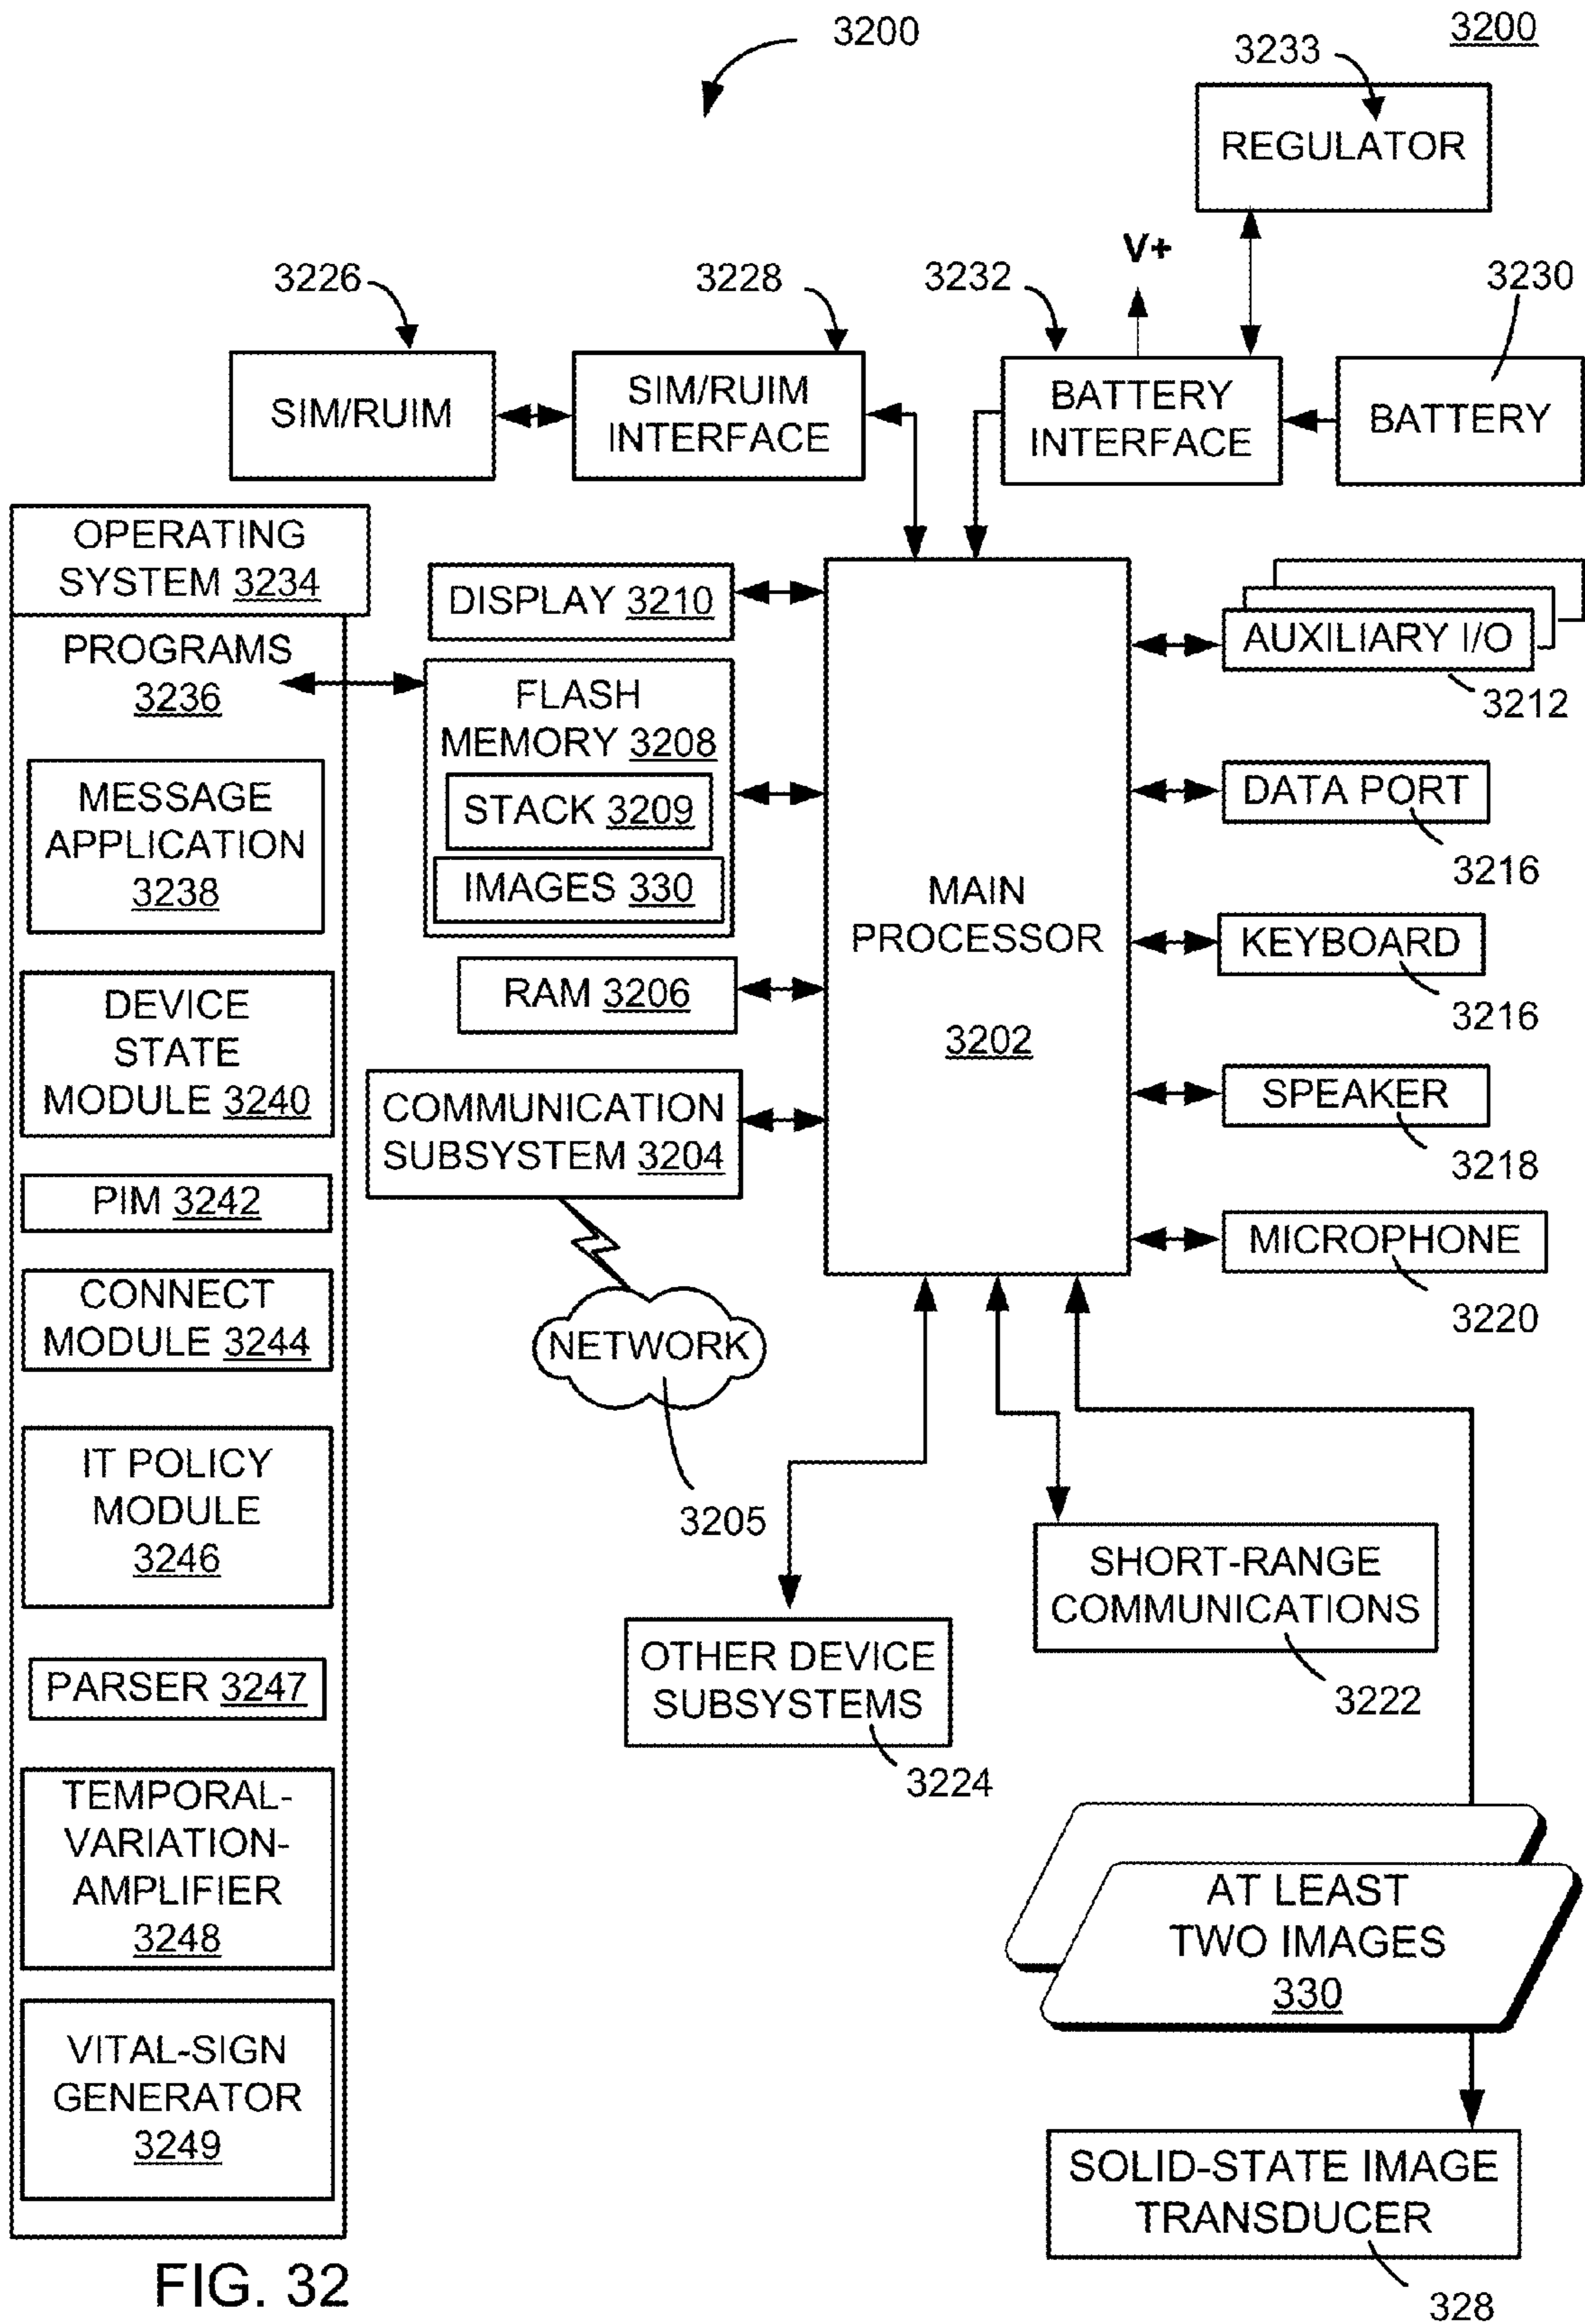 3200
3200
3233
REGULATOR
V+
3226
3228
3232
3230
SIM/RUIM
SIM/RUIM
INTERFACE
BATTERY
INTERFACE
BATTERY
OPERATING
SYSTEM 3234
PROGRAMS
3236
MESSAGE
APPLICATION
3238
DEVICE
STATE
MODULE 3240
PIM 3242
CONNECT
MODULE 3244
IT POLICY
MODULE
3246
PARSER 3247
TEMPORAL-
VARIATION-
AMPLIFIER
3248
VITAL-SIGN
GENERATOR
3249
DISPLAY 3210
FLASH
MEMORY 3208
STACK 3209
IMAGES 330
RAM 3206
COMMUNICATION
SUBSYSTEM 3204
NETWORK
3205
MAIN
PROCESSOR
3202
AUXILIARY I/O
3212
DATA PORT
3216
KEYBOARD
3216
SPEAKER
3218
MICROPHONE
3220
SHORT-RANGE
COMMUNICATIONS
3222
OTHER DEVICE
SUBSYSTEMS
3224
AT LEAST
TWO IMAGES
330
SOLID-STATE IMAGE
TRANSDUCER
328
FIG. 32